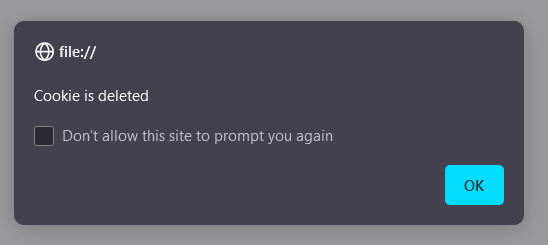 file://
Cookie is deleted
Don't allow this site to prompt you again
OK